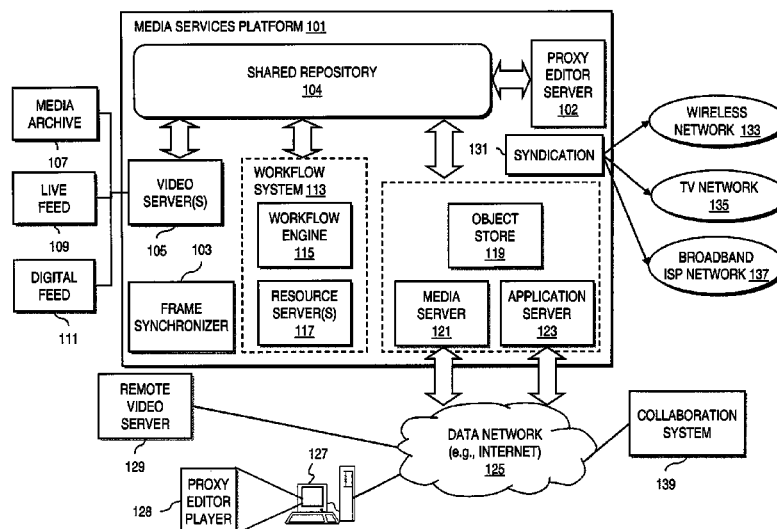 MEDIA SERVICES PLATFORM 101
SHARED REPOSITORY
104
PROXY
EDITOR
SERVER
102
MEDIA
ARCHIVE
107
LIVE
FEED
109
DIGITAL
FEED
111
VIDEO
SERVER(S)
105
103
FRAME
SYNCHRONIZER
WORKFLOW
SYSTEM 113
WORKFLOW
ENGINE
115
RESOURCE
SERVER(S)
117
131
SYNDICATION
OBJECT
STORE
119
MEDIA
SERVER
121
APPLICATION
SERVER
123
WIRELESS
NETWORK 133
TV NETWORK
135
BROADBAND
ISP NETWORK 137
REMOTE
VIDEO
SERVER
129
DATA NETWORK
(e.g., INTERNET)
125
COLLABORATION
SYSTEM
139
127
PROXY
EDITOR
PLAYER
128